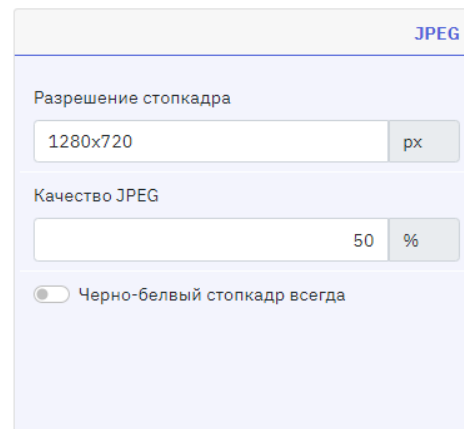 JPEG
Разрешение стопкадра
1280x720 px
Качество JPEG
50 %
Черно-белвый стопкадр всегда